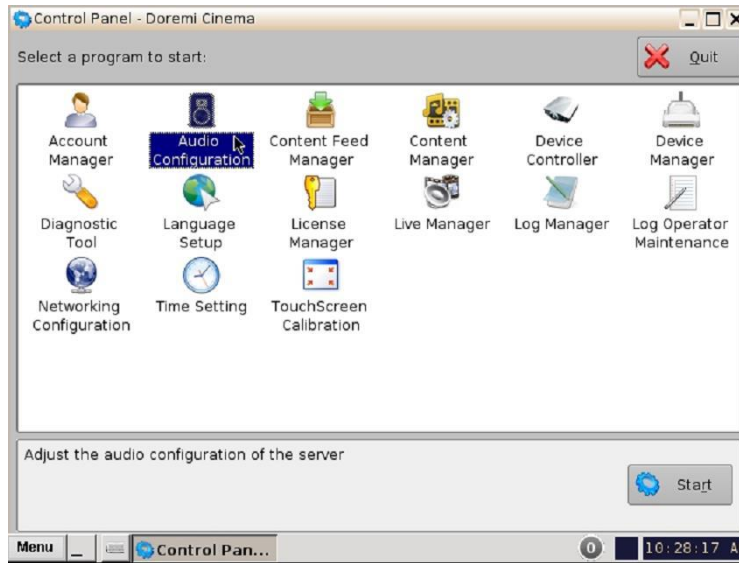 Control Panel - Doremi Cinema
Select a program to start:
Quit
Account
Manager
Audio
Configuration
Content Feed
Manager
Content
Manager
Device
Controller
Device
Manager
Diagnostic
Tool
Language
Setup
License
Manager
Live Manager
Log Manager
Log Operator
Maintenance
Networking
Configuration
Time Setting
TouchScreen
Calibration
Adjust the audio configuration of the server
Start
Menu
Control Pan...
0
10:28:17 A